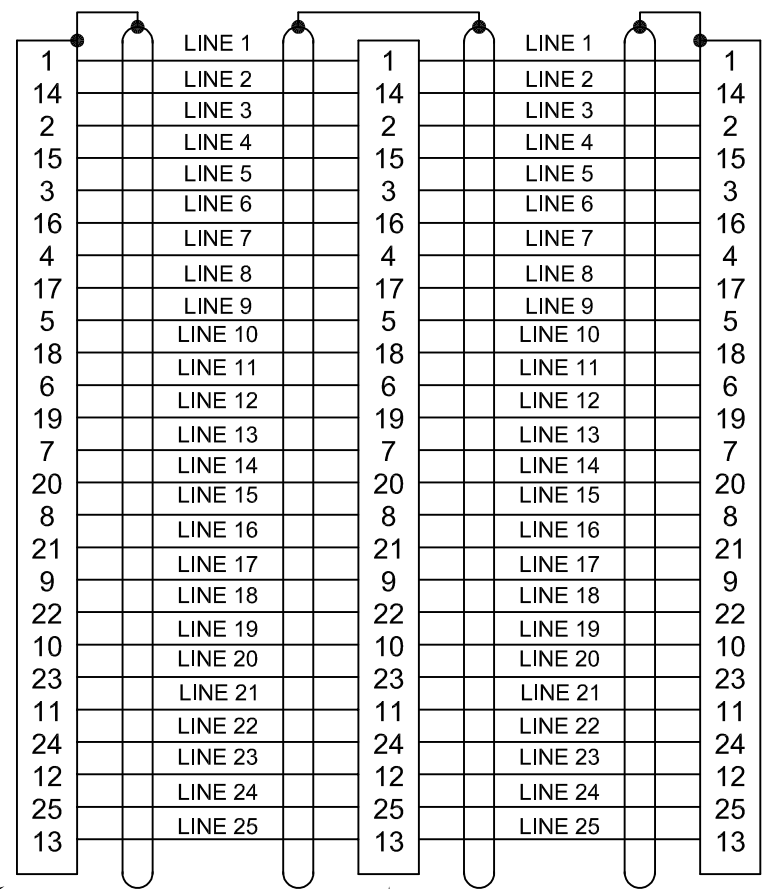 LINE 1 LINE 1
1 1 1
LINE 2 LINE 2
14 14 14
LINE 3 LINE 3
2 2 2
LINE 4 LINE 4
15 15 15
LINE 5 LINE 5
3 3 3
LINE 6 LINE 6
16 16 16
LINE 7 LINE 7
4 4 4
LINE 8 LINE 8
17 17 17
LINE 9 LINE 9
5 5 5
LINE 10 LINE 10
18 18 18
LINE 11 LINE 11
6 6 6
LINE 12 LINE 12
19 19 19
LINE 13 LINE 13
7 7 7
LINE 14 LINE 14
20 20 20
LINE 15 LINE 15
8 8 8
LINE 16 LINE 16
21 21 21
LINE 17 LINE 17
9 9 9
LINE 18 LINE 18
22 22 22
LINE 19 LINE 19
10 10 10
LINE 20 LINE 20
23 23 23
LINE 21 LINE 21
11 11 11
LINE 22 LINE 22
24 24 24
LINE 23 LINE 23
12 12 12
LINE 24 LINE 24
25 25 25
LINE 25 LINE 25
13 13 13